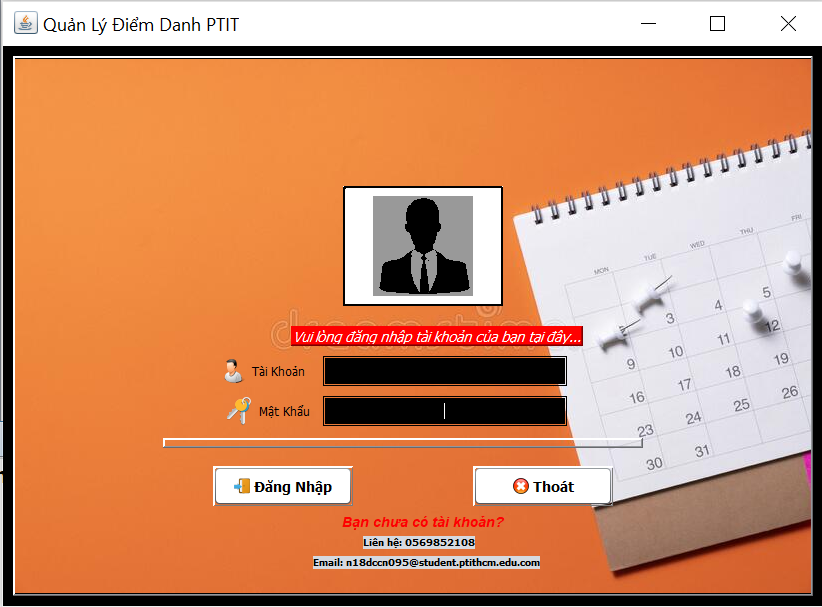 Quản Lý Điểm Danh PTIT
MON TUE WED THU FRI
dreamstime
Vui lòng đăng nhập tài khoản của bạn tại đây...
Tài Khoản
Mật Khẩu
3 4 5
9 10 11 12
16 17 18 19
23 24 25 26
30 31
Đăng Nhập
Thoát
Bạn chưa có tài khoản?
Liên hệ: 0569852108
Email: n18dccn095@student.ptithcm.edu.com